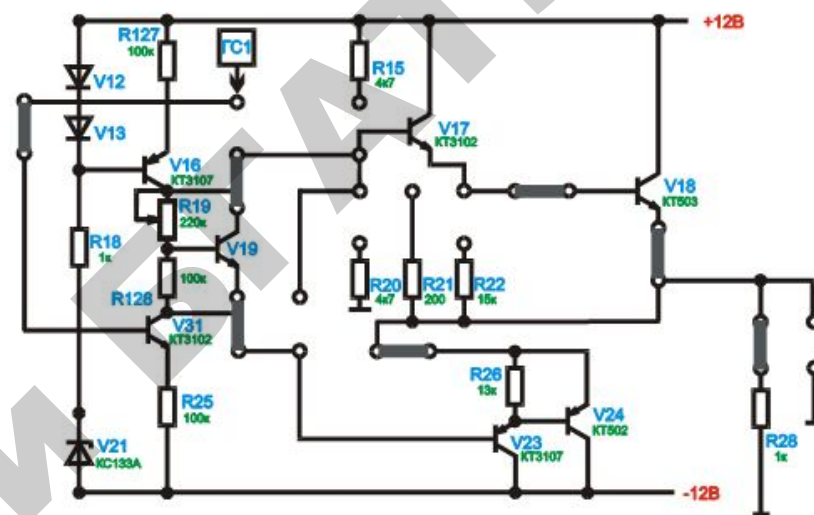 R127
100к
ГС1
+12В
R15
4к7
V12
V13
V17
КТ3102
V16
КТ3107
V18
КТ503
R19
220к
R18
1к
V19
100к
R128
R20
4к7
R21
200
R22
15к
V31
КТ3102
R26
13к
R25
100к
V24
КТ502
V21
КС133А
V23
КТ3107
R28
1к
-12В
И БГАТ